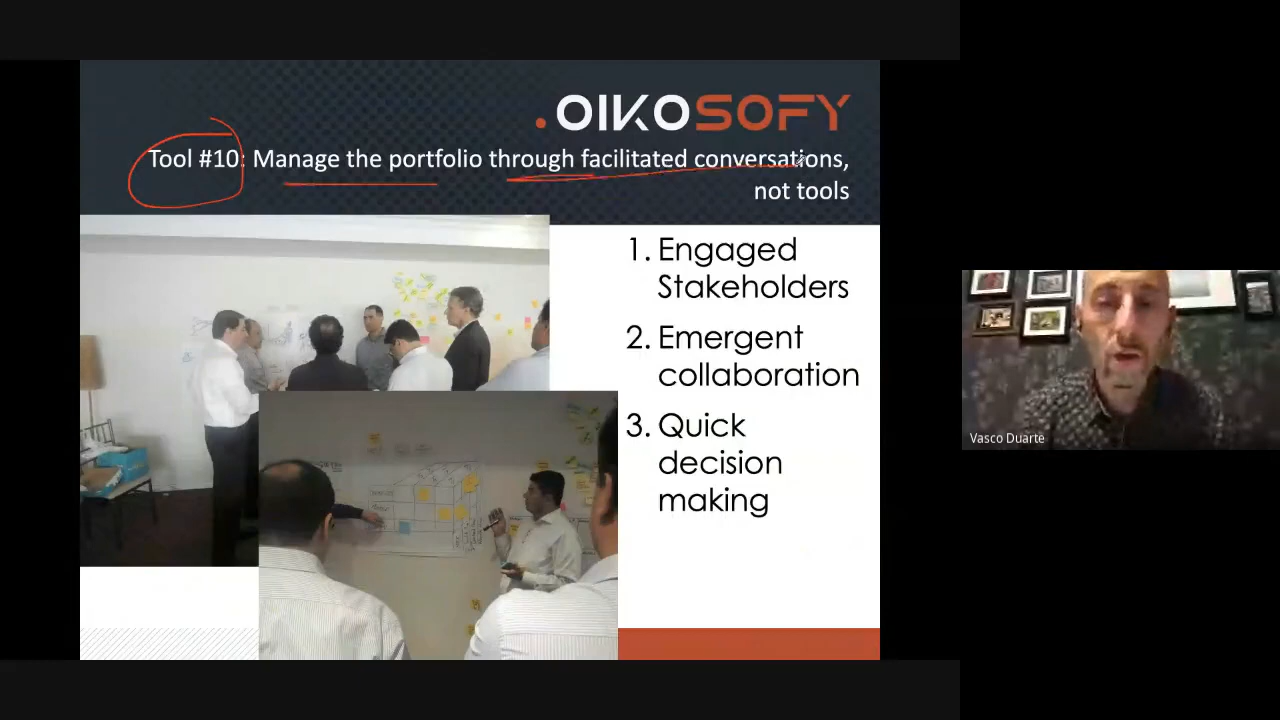 .OIKOSOFY
Tool #10: Manage the portfolio through facilitated conversations,
not tools
1. Engaged
Stakeholders
2. Emergent
collaboration
3. Quick
decision
making
Vasco Duarte